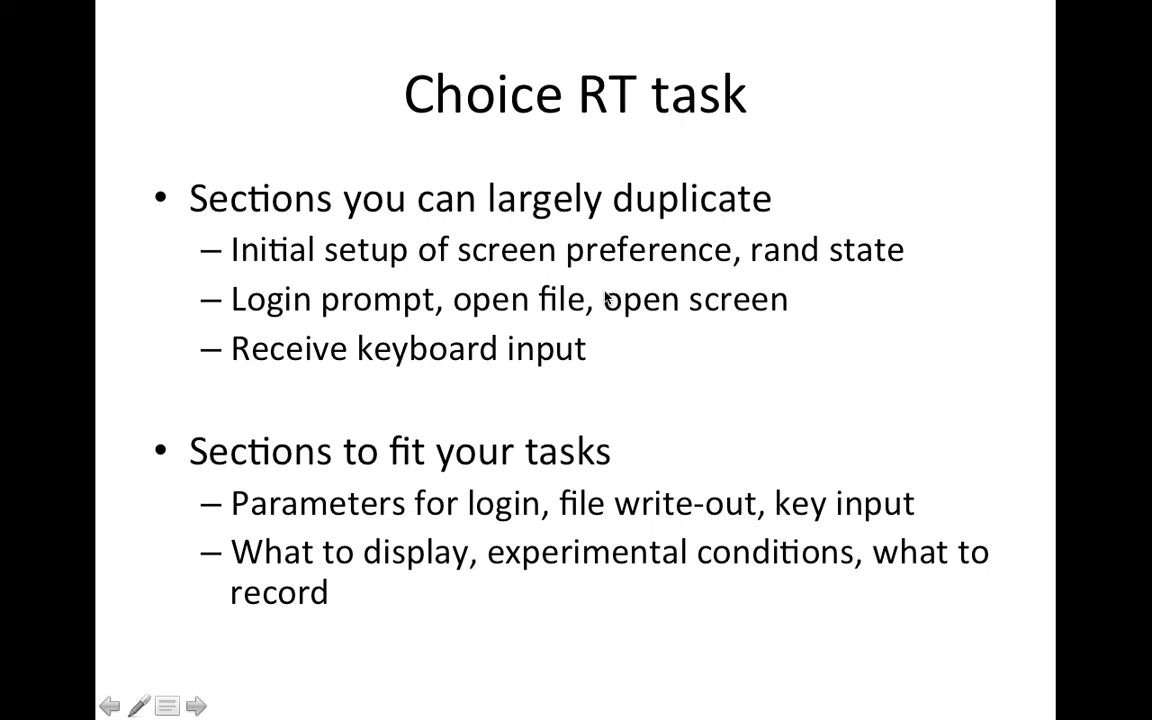 Choice RT task
• Sections you can largely duplicate
– Initial setup of screen preference, rand state
– Login prompt, open file, open screen
– Receive keyboard input
• Sections to fit your tasks
– Parameters for login, file write-out, key input
– What to display, experimental conditions, what to
record